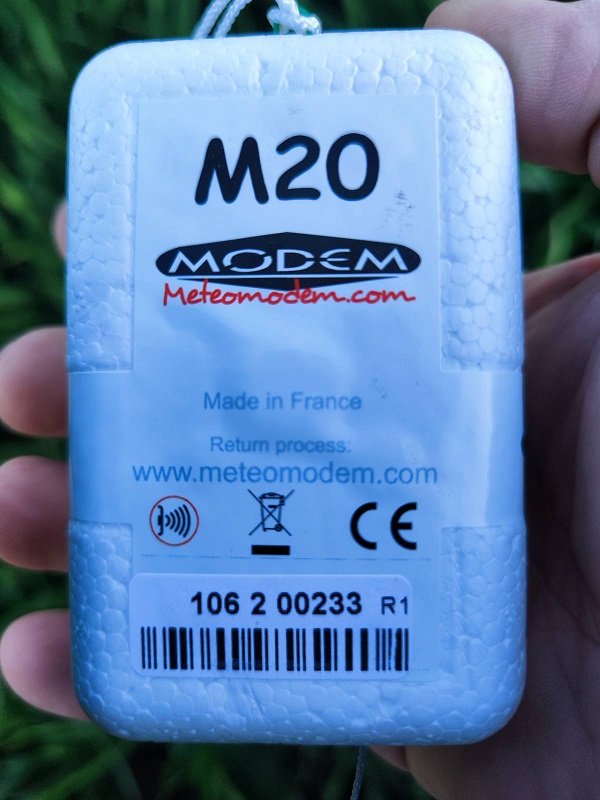 M20
MODEM
Meteomodem.com
Made in France
Return process:
www.meteomodem.com
CE
106 2 00233 R1